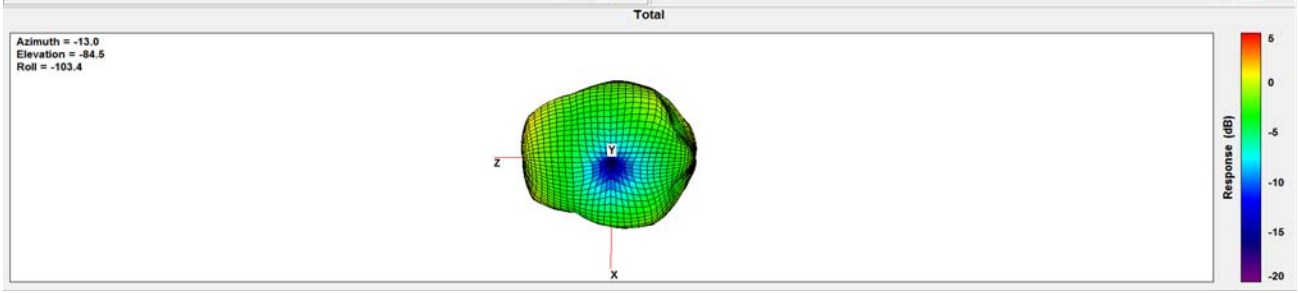 Total
Azimuth = -13.0
Elevation = -84.5
Roll = -103.4
Y
Z
X
5
0
-5
-10
-15
-20
Response (dB)